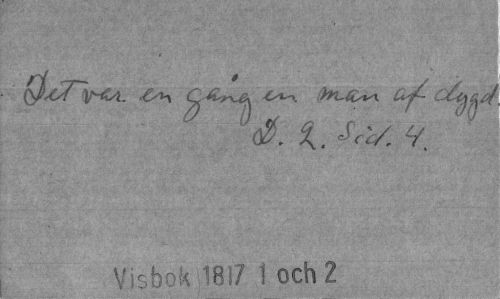 Det var en gång en man af dygd
D. 2. Sid. 4.
Visbok 1817 1 och 2